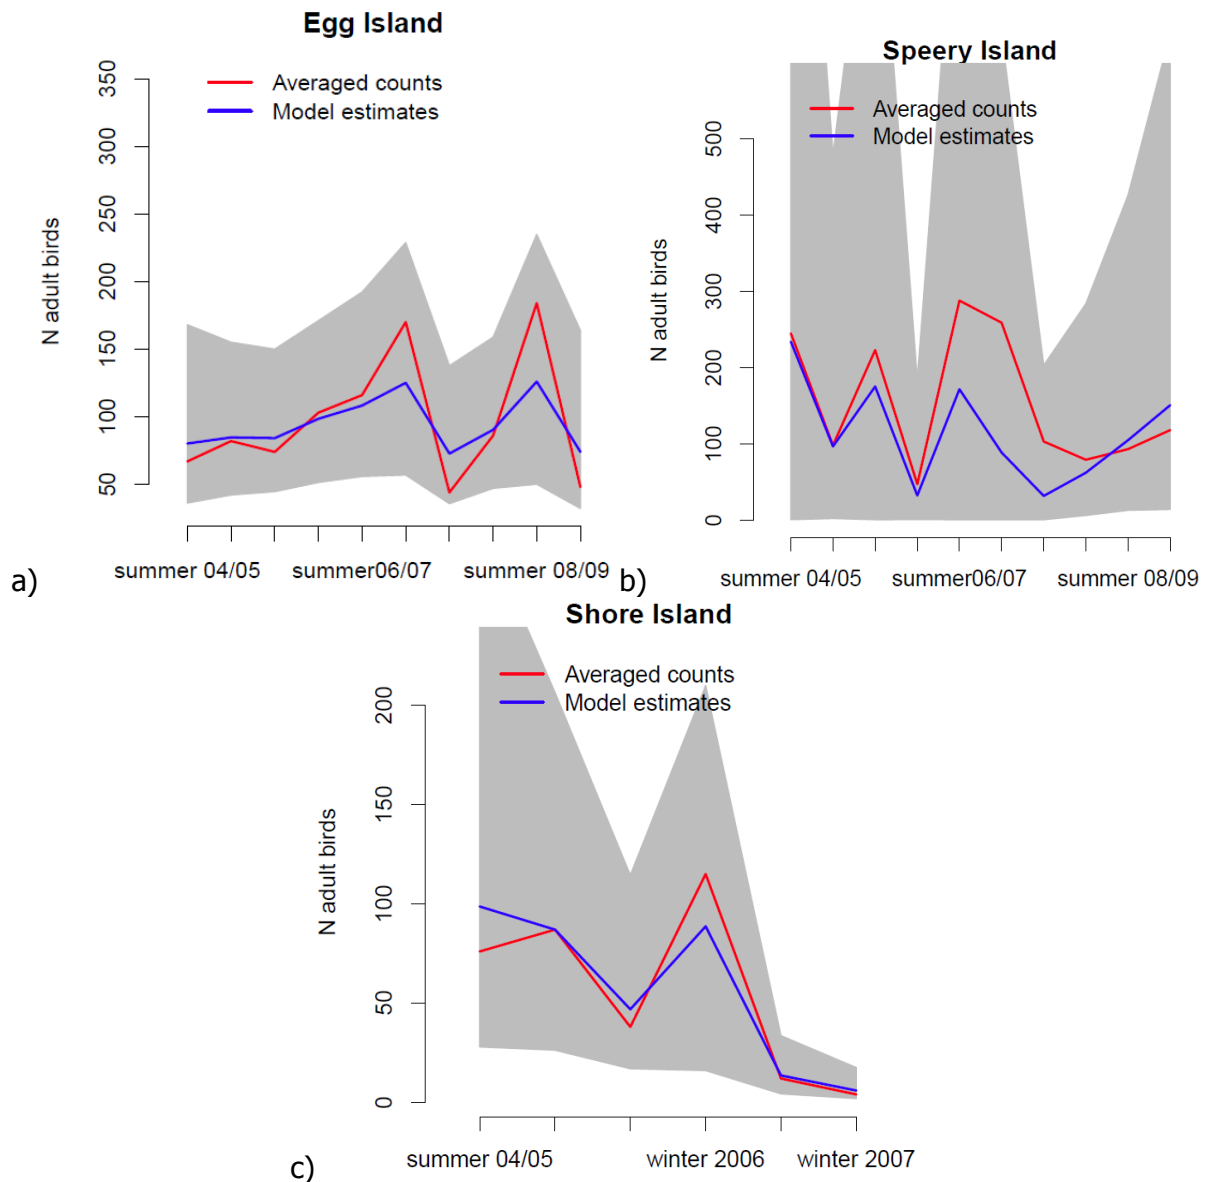 Egg Island
Averaged counts
Model estimates
N adult birds
50 100 150 200 250 300 350
summer 04/05 summer06/07 summer 08/09
a)
Speery Island
Averaged counts
Model estimates
N adult birds
0 100 200 300 400 500
summer 04/05 summer06/07 summer 08/09
b)
Shore Island
Averaged counts
Model estimates
N adult birds
0 50 100 150 200
summer 04/05 winter 2006 winter 2007
c)